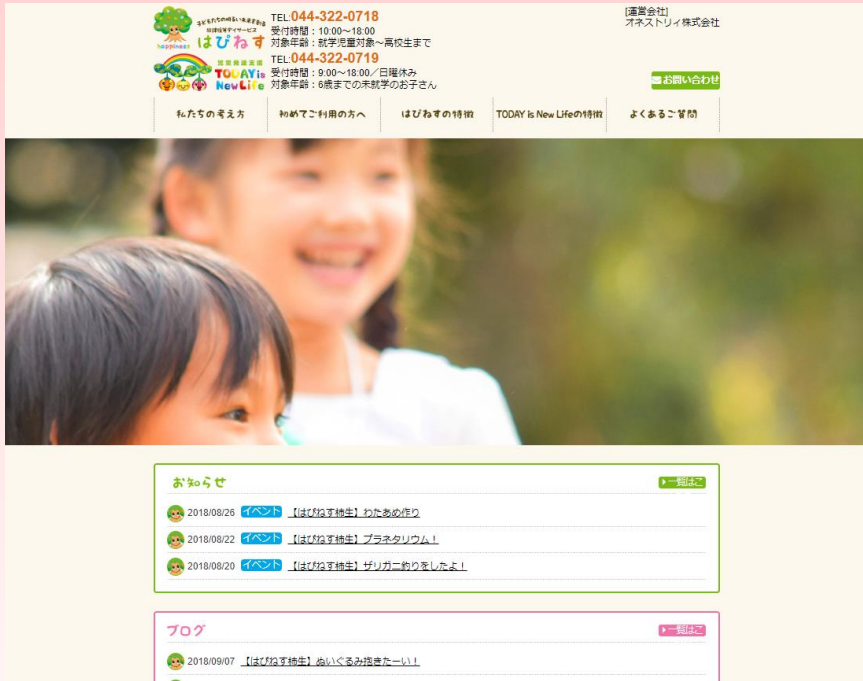 子どもたちの明るい未来を創る
放課後等デイサービス
はぴねす
happiness
TEL:044-322-0718
受付時間：10:00～18:00
対象年齢：就学児童対象～高校生まで
児童発達支援
TODAY is
New Life
TEL:044-322-0719
受付時間：9:00～18:00／日曜休み
対象年齢：6歳までの未就学のお子さん
[運営会社]
オネストリィ株式会社
お問い合わせ
私たちの考え方
初めてご利用の方へ
はぴねすの特徴
TODAY is New Lifeの特徴
よくあるご質問
お知らせ
一覧はこ
2018/08/26 イベント 【はぴねす柿生】わたあめ作り
2018/08/22 イベント 【はぴねす柿生】プラネタリウム！
2018/08/20 イベント 【はぴねす柿生】ザリガニ釣りをしたよ！
ブログ
一覧はこ
2018/09/07 【はぴねす柿生】ぬいぐるみ抱きたーい！